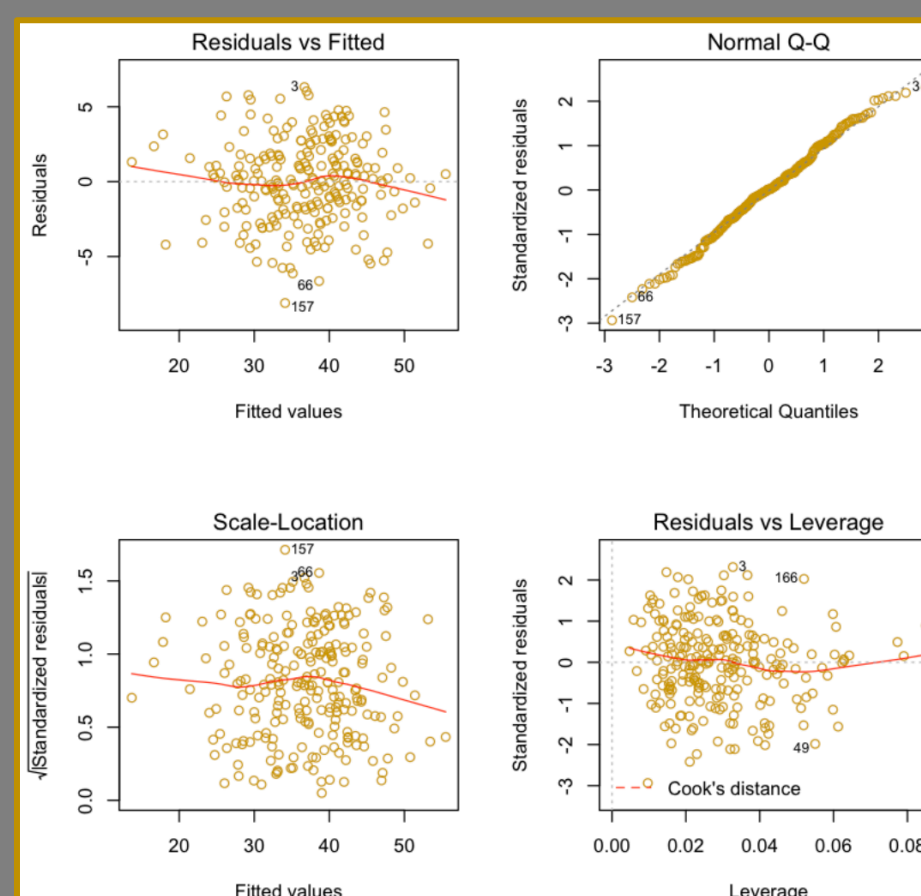 Residuals vs Fitted
Residuals
5
0
-5
3
66
157
20 30 40 50
Fitted values
Normal Q-Q
Standardized residuals
2
1
0
-1
-2
-3
3
66
157
-3 -2 -1 0 1 2
Theoretical Quantiles
Scale-Location
√|Standardized residuals|
1.5
1.0
0.5
0.0
157
66
3
20 30 40 50
Fitted values
Residuals vs Leverage
Standardized residuals
2
1
0
-1
-2
-3
3
166
49
Cook's distance
0.00 0.02 0.04 0.06 0.08
Leverage